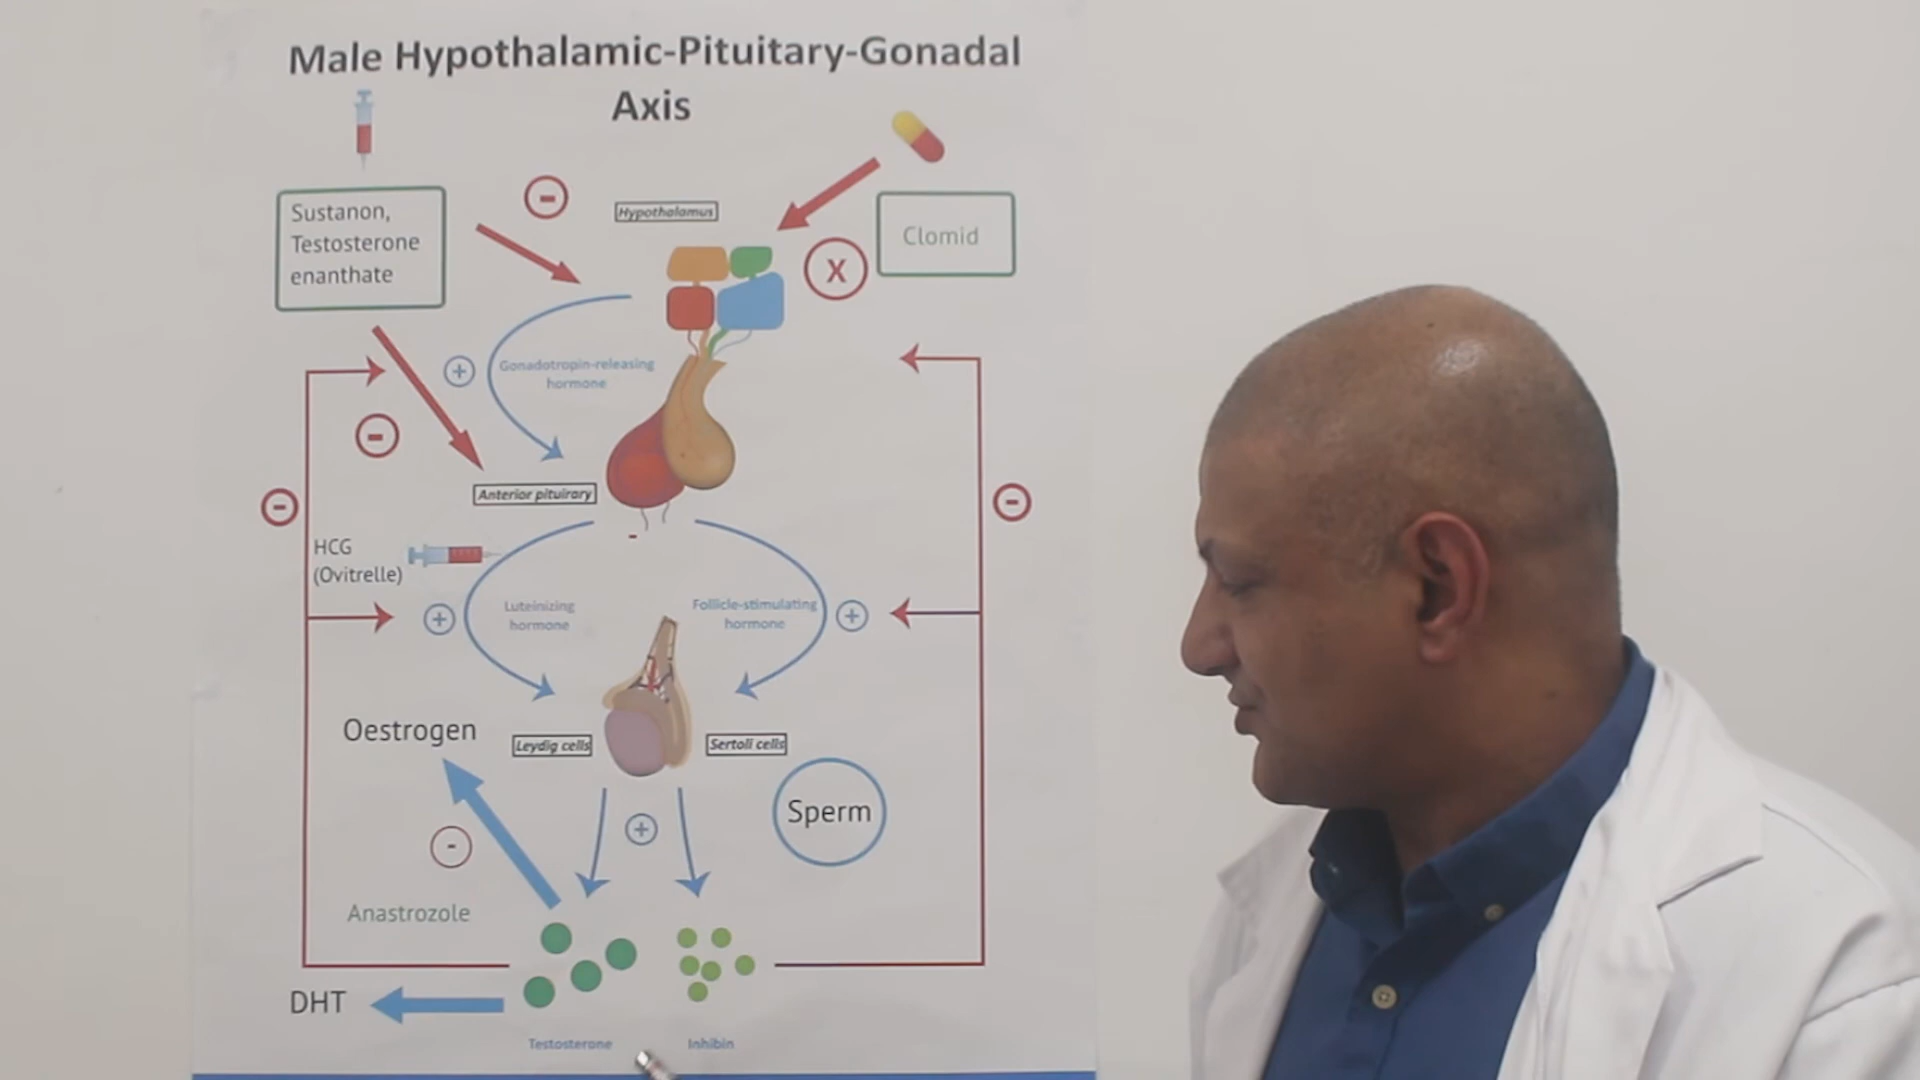 Male Hypothalamic-Pituitary-Gonadal
Axis
Sustanon,
Testosterone
enanthate
-
Hypothalamus
Clomid
X
+
Gonadotropin-releasing
hormone
-
Anterior pituirary
-
-
-
HCG
(Ovitrelle)
+
Luteinizing
hormone
Follicle-stimulating
hormone
+
Oestrogen
Leydig cells
Sertoli cells
Sperm
+
-
Anastrozole
DHT
Testosterone
Inhibin